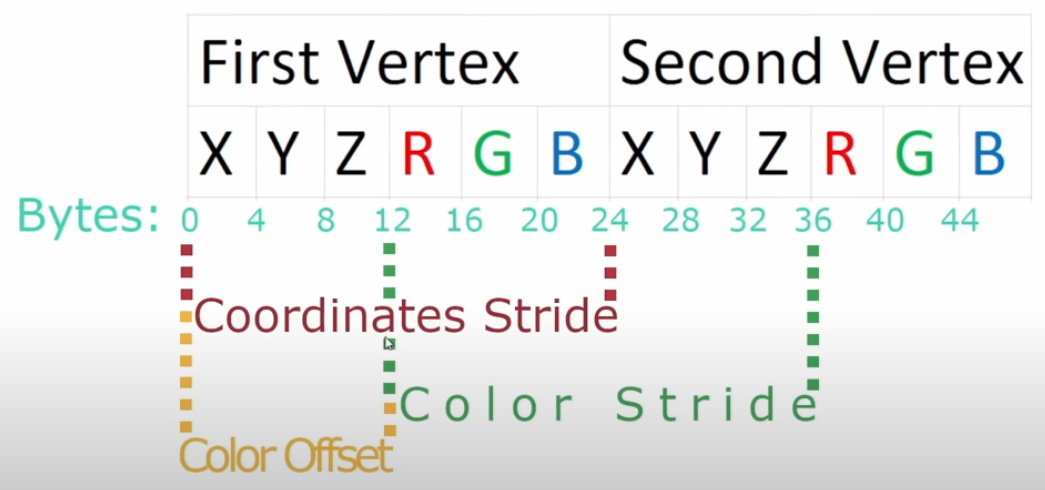 First Vertex Second Vertex
X Y Z R G B X Y Z R G B
Bytes: 0 4 8 12 16 20 24 28 32 36 40 44
Coordinates Stride
Color Stride
Color Offset